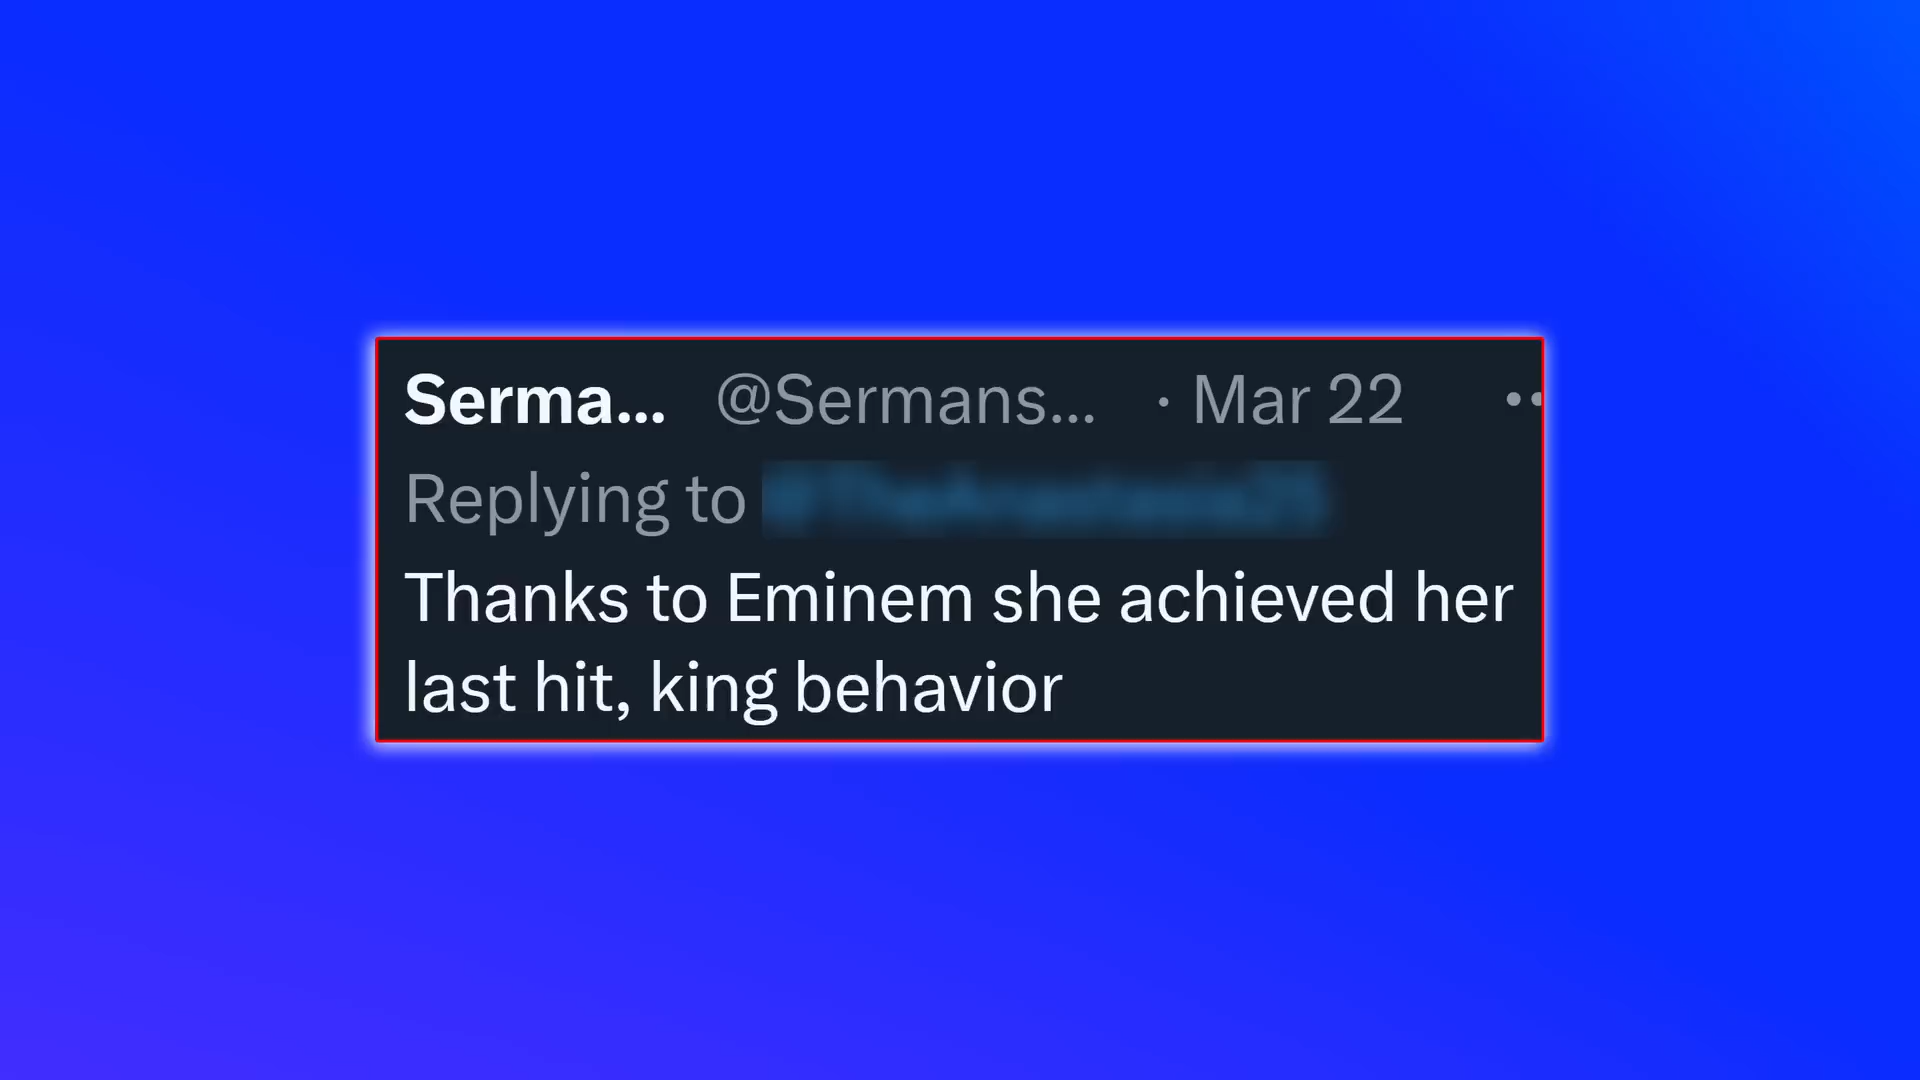 Serma... @Sermans... · Mar 22
Replying to
Thanks to Eminem she achieved her
last hit, king behavior